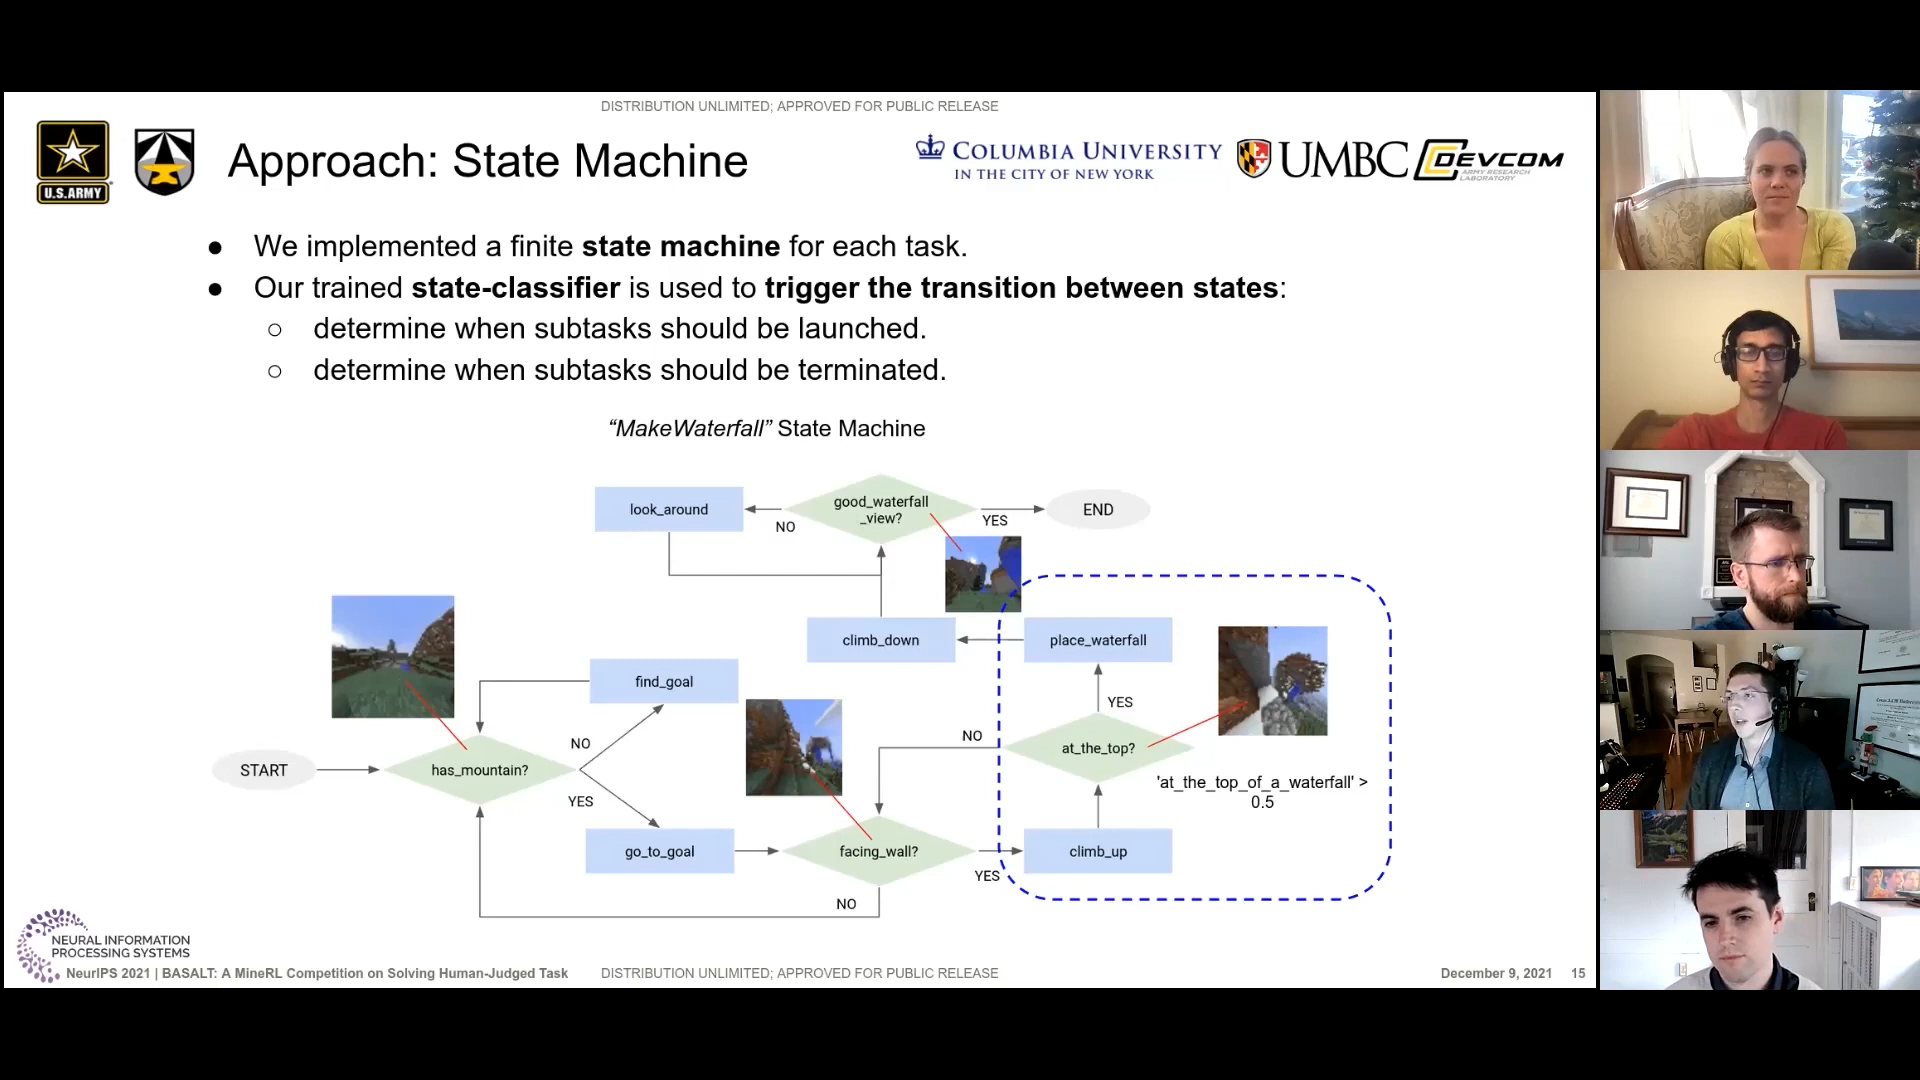 DISTRIBUTION UNLIMITED; APPROVED FOR PUBLIC RELEASE
U.S.ARMY
Approach: State Machine
COLUMBIA UNIVERSITY
IN THE CITY OF NEW YORK
UMBC
DEVCOM
ARMY RESEARCH
LABORATORY
● We implemented a finite state machine for each task.
● Our trained state-classifier is used to trigger the transition between states:
○ determine when subtasks should be launched.
○ determine when subtasks should be terminated.
“MakeWaterfall” State Machine
look_around
NO
good_waterfall
_view?
YES
END
climb_down
place_waterfall
find_goal
YES
NO
NO
at_the_top?
START
has_mountain?
'at_the_top_of_a_waterfall' >
0.5
YES
go_to_goal
facing_wall?
YES
climb_up
NO
NEURAL INFORMATION
PROCESSING SYSTEMS
NeurIPS 2021 | BASALT: A MineRL Competition on Solving Human-Judged Task
DISTRIBUTION UNLIMITED; APPROVED FOR PUBLIC RELEASE
December 9, 2021
15